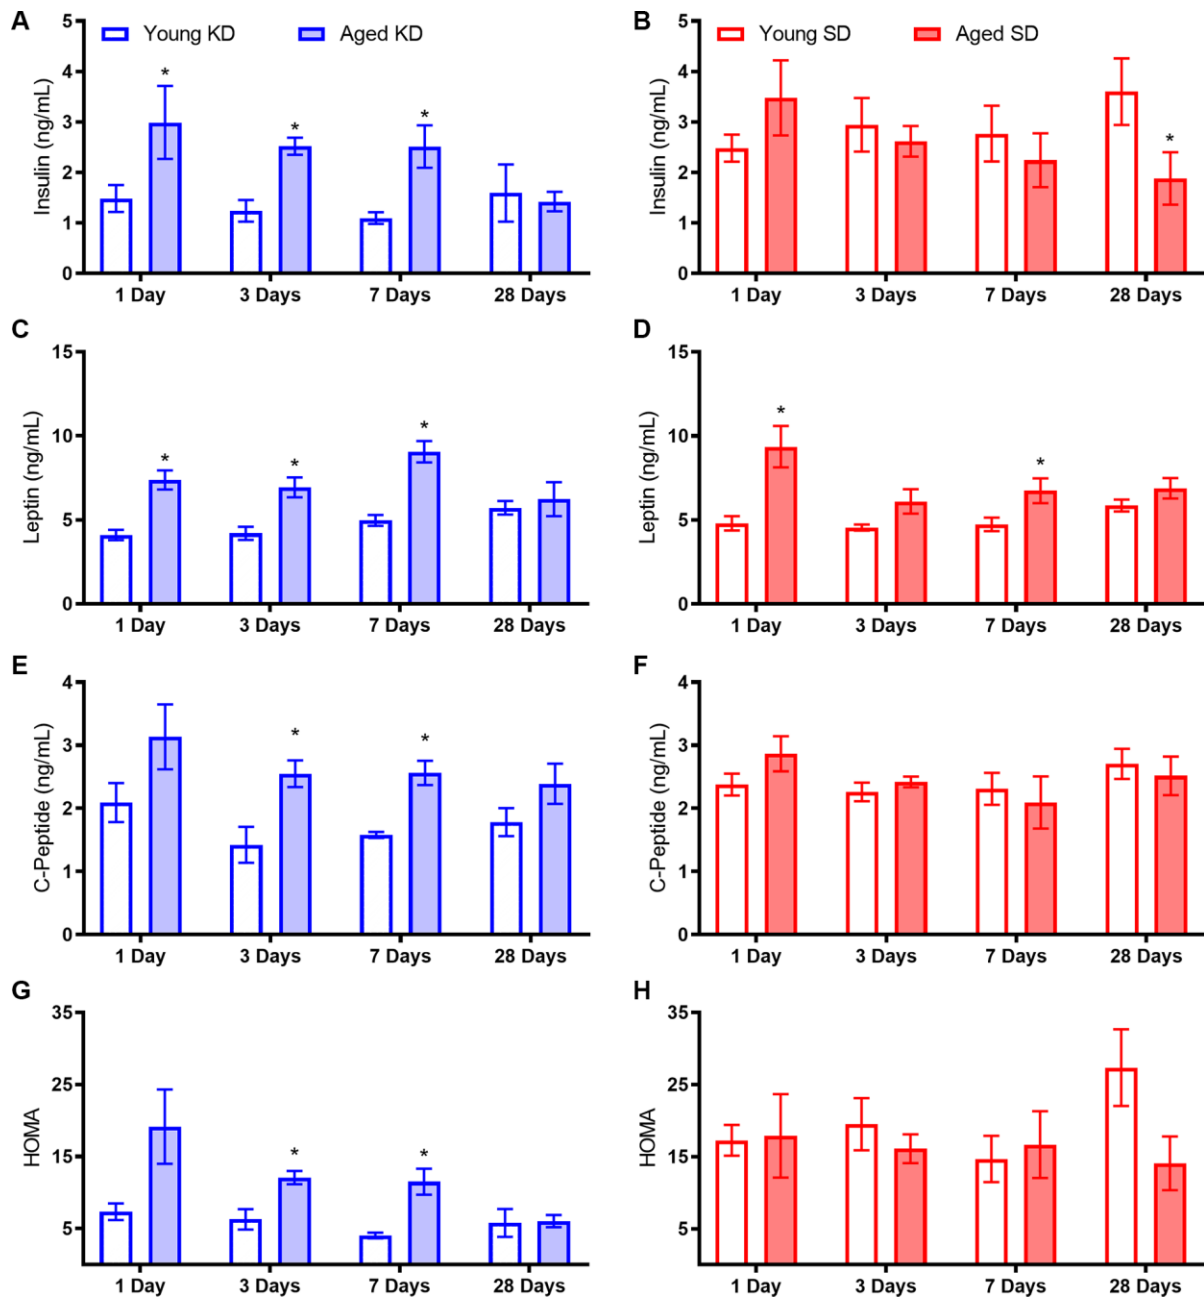 A
Young KD
Aged KD
Insulin (ng/mL)
5
4
3
2
1
0
*
*
*
1 Day
3 Days
7 Days
28 Days
B
Young SD
Aged SD
Insulin (ng/mL)
5
4
3
2
1
0
*
1 Day
3 Days
7 Days
28 Days
C
Leptin (ng/mL)
15
10
5
0
*
*
*
1 Day
3 Days
7 Days
28 Days
D
Leptin (ng/mL)
15
10
5
0
*
*
1 Day
3 Days
7 Days
28 Days
E
C-Peptide (ng/mL)
4
3
2
1
0
*
*
1 Day
3 Days
7 Days
28 Days
F
C-Peptide (ng/mL)
4
3
2
1
0
1 Day
3 Days
7 Days
28 Days
G
HOMA
35
25
15
5
*
*
1 Day
3 Days
7 Days
28 Days
H
HOMA
35
25
15
5
1 Day
3 Days
7 Days
28 Days